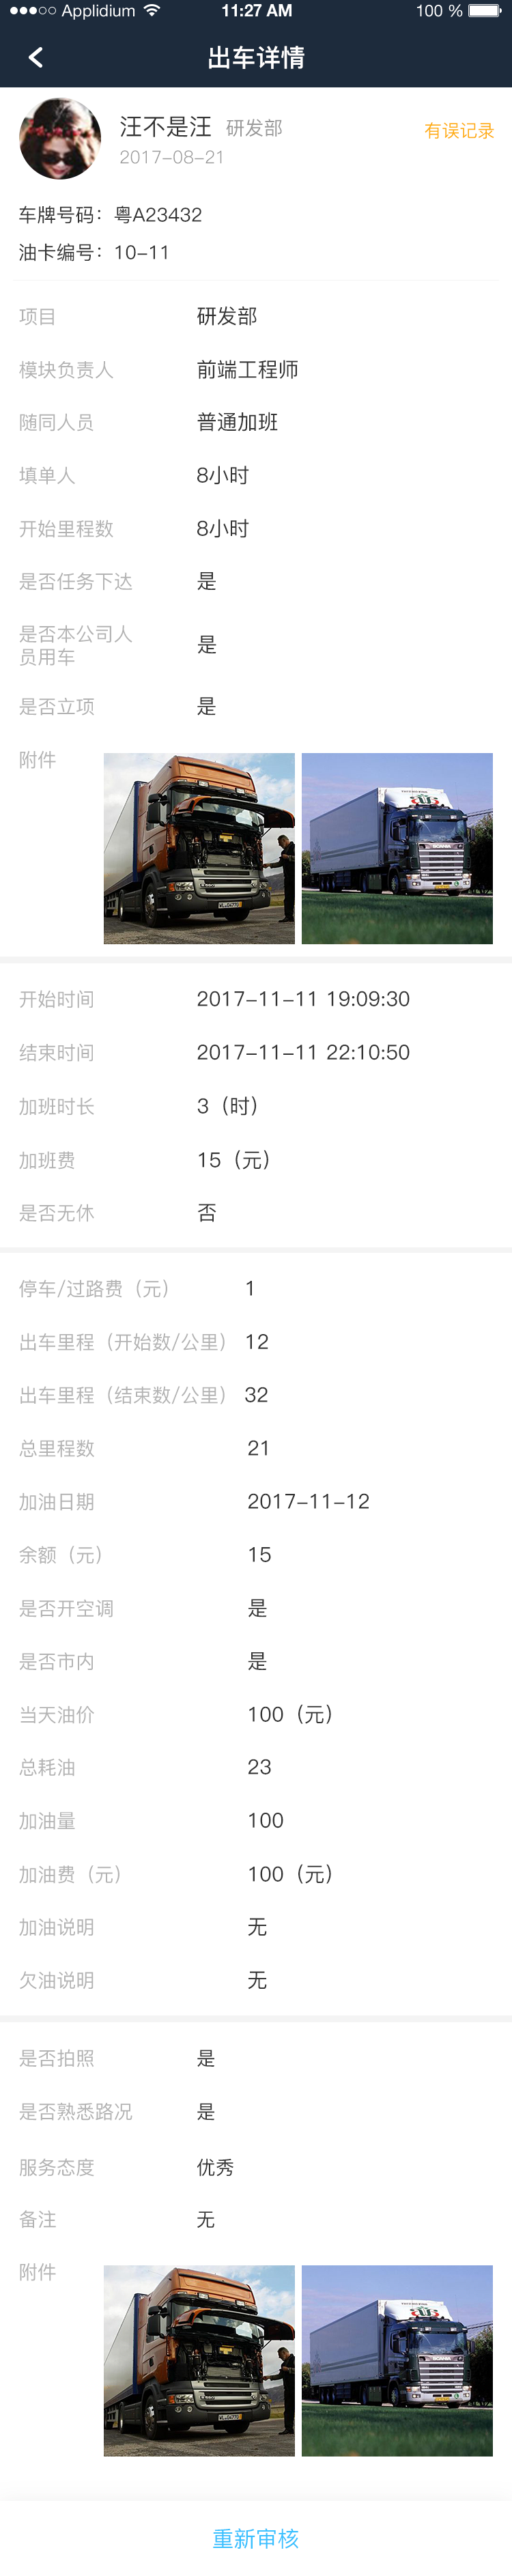 Applidium 11:27 AM 100 %
出车详情
汪不是汪 研发部 有误记录
2017-08-21
车牌号码：粤A23432
油卡编号：10-11
项目 研发部
模块负责人 前端工程师
随同人员 普通加班
填单人 8小时
开始里程数 8小时
是否任务下达 是
是否本公司人
员用车 是
是否立项 是
附件
SCANIA
开始时间 2017-11-11 19:09:30
结束时间 2017-11-11 22:10:50
加班时长 3（时）
加班费 15（元）
是否无休 否
停车/过路费（元） 1
出车里程（开始数/公里） 12
出车里程（结束数/公里） 32
总里程数 21
加油日期 2017-11-12
余额（元） 15
是否开空调 是
是否市内 是
当天油价 100（元）
总耗油 23
加油量 100
加油费（元） 100（元）
加油说明 无
欠油说明 无
是否拍照 是
是否熟悉路况 是
服务态度 优秀
备注 无
附件
SCANIA
重新审核